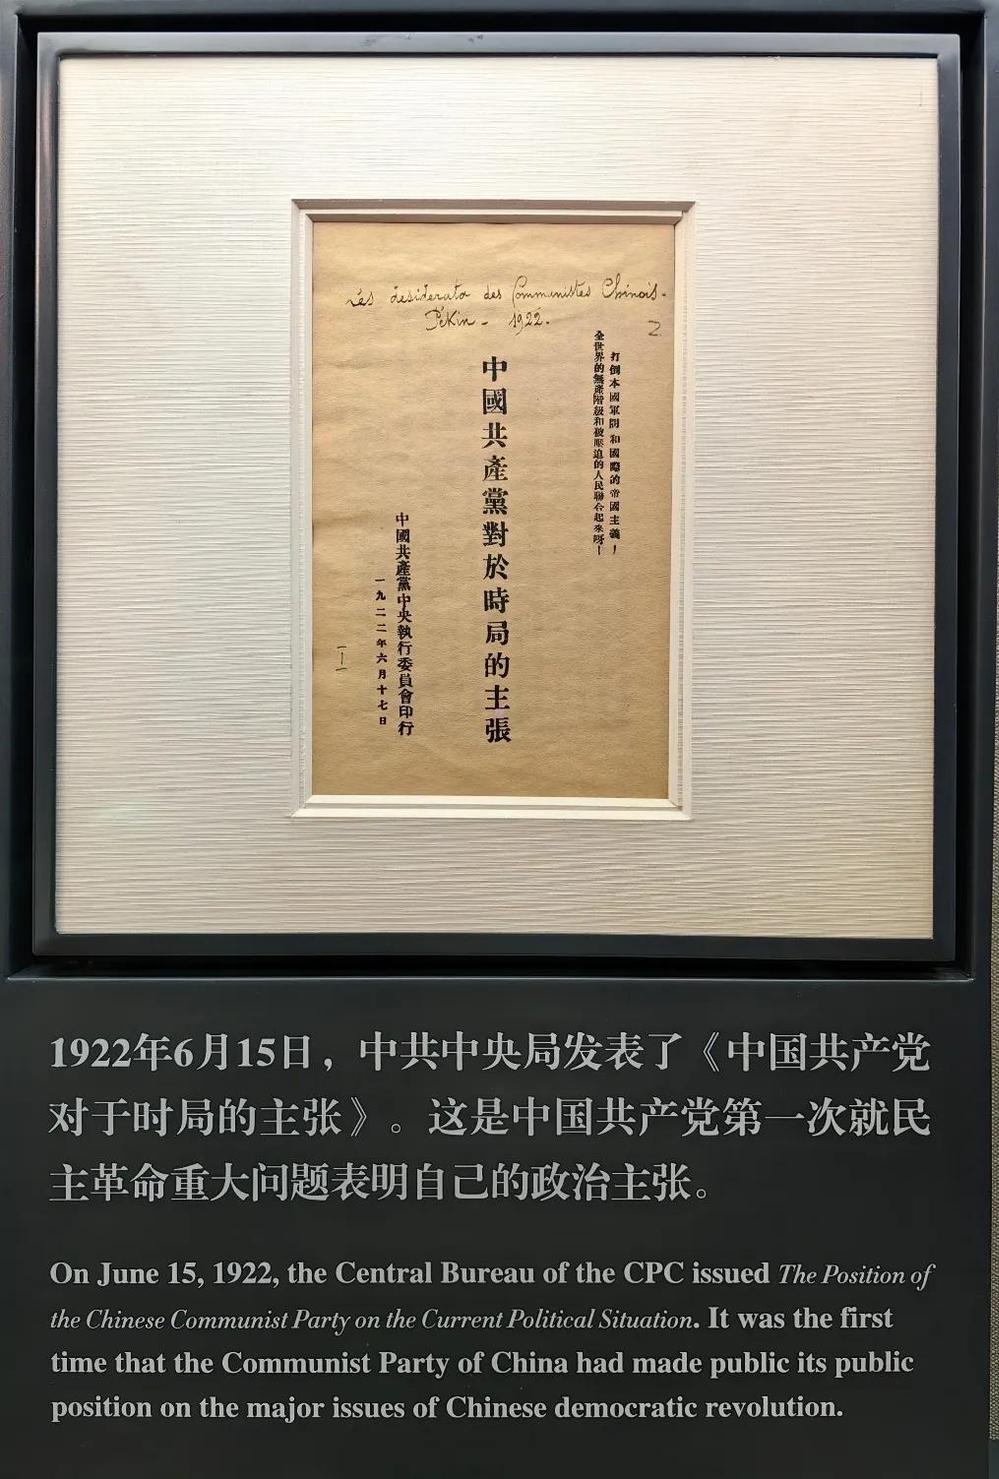 Les desiderata des Communistes Chinois.
Pékin - 1922.
2
打倒本國軍閥和國際的帝國主義！
全世界的無產階級和被壓迫的人民聯合起來呀！
中國共產黨對於時局的主張
中國共產黨中央執行委員會印行
一九二二年六月十七日
1922年6月15日，中共中央局发表了《中国共产党
对于时局的主张》。这是中国共产党第一次就民
主革命重大问题表明自己的政治主张。
On June 15, 1922, the Central Bureau of the CPC issued The Position of
the Chinese Communist Party on the Current Political Situation. It was the first
time that the Communist Party of China had made public its public
position on the major issues of Chinese democratic revolution.